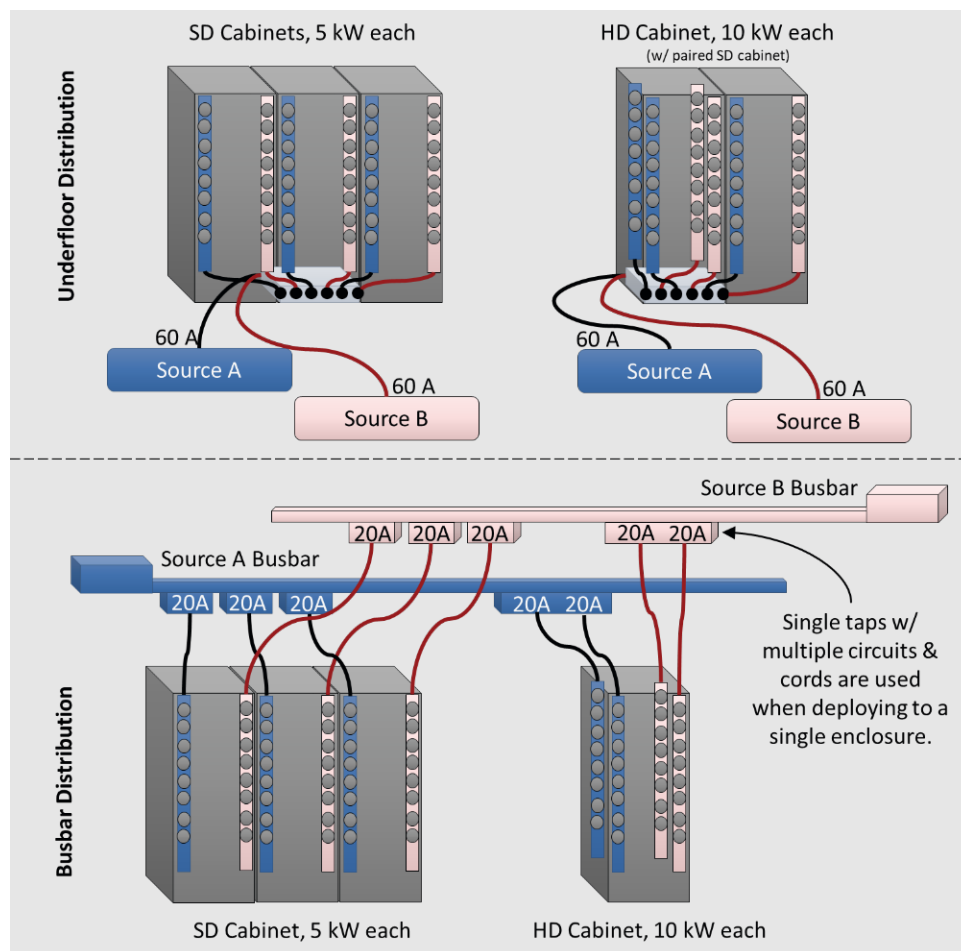 SD Cabinets, 5 kW each
HD Cabinet, 10 kW each
(w/ paired SD cabinet)
Underfloor Distribution
60 A
Source A
60 A
Source B
60 A
Source A
60 A
Source B
Source B Busbar
20A 20A 20A 20A 20A
Source A Busbar
20A 20A 20A 20A 20A
Single taps w/
multiple circuits &
cords are used
when deploying to a
single enclosure.
Busbar Distribution
SD Cabinet, 5 kW each
HD Cabinet, 10 kW each